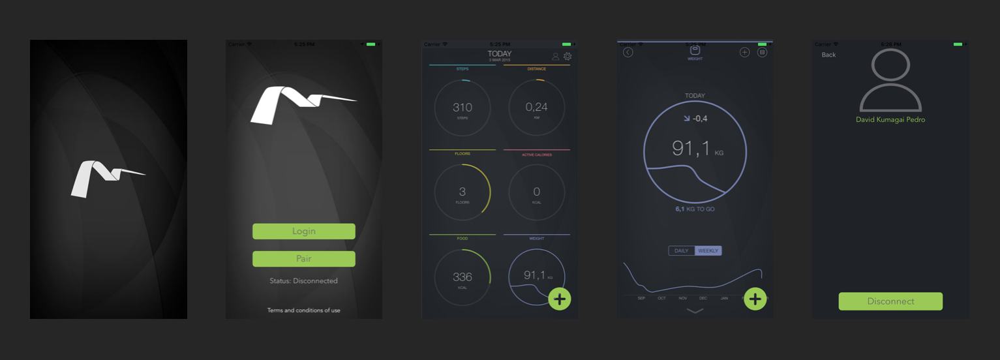 Carrier
5:25 PM
Login
Pair
Status: Disconnected
Terms and conditions of use
Carrier
5:25 PM
TODAY
3 MAR 2015
STEPS
DISTANCE
310
STEPS
0,24
KM
FLOORS
ACTIVE CALORIES
3
FLOORS
0
KCAL
FOOD
WEIGHT
336
KCAL
91,1 KG
+
Carrier
5:25 PM
WEIGHT
TODAY
-0,4
91,1 KG
6,1 KG TO GO
DAILY
WEEKLY
SEP OCT NOV DEC JAN
+
Carrier
5:26 PM
Back
David Kumagai Pedro
Disconnect